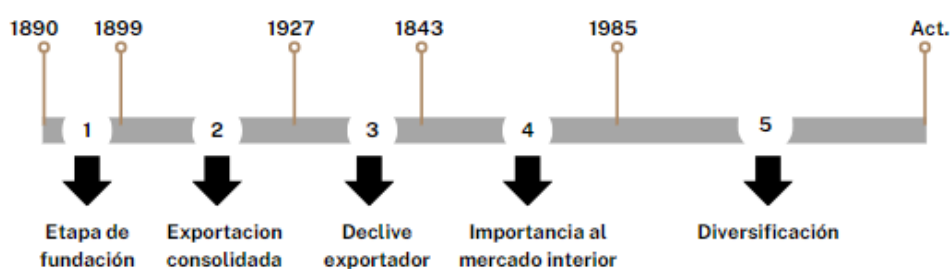 1890 1899 1927 1843 1985 Act.
1 2 3 4 5
Etapa de fundación
Exportacion consolidada
Declive exportador
Importancia al mercado interior
Diversificación